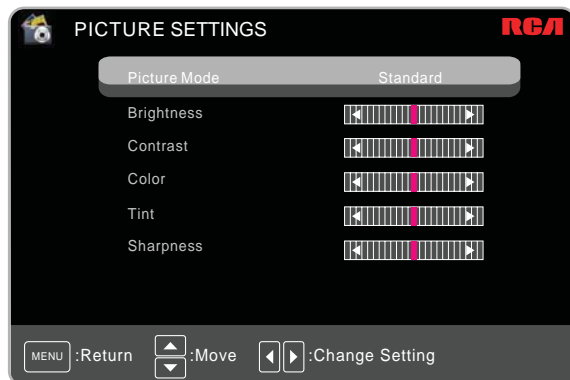 PICTURE SETTINGS RCA
Picture Mode Standard
Brightness
Contrast
Color
Tint
Sharpness
MENU :Return :Move :Change Setting